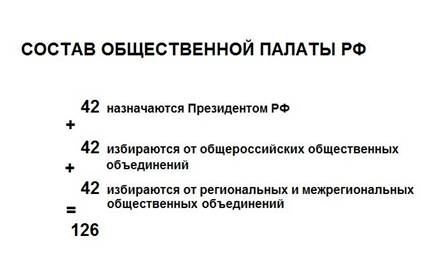 СОСТАВ ОБЩЕСТВЕННОЙ ПАЛАТЫ РФ
42 назначаются Президентом РФ
+
42 избираются от общероссийских общественных
+ объединений
42 избираются от региональных и межрегиональных
= общественных объединений
126